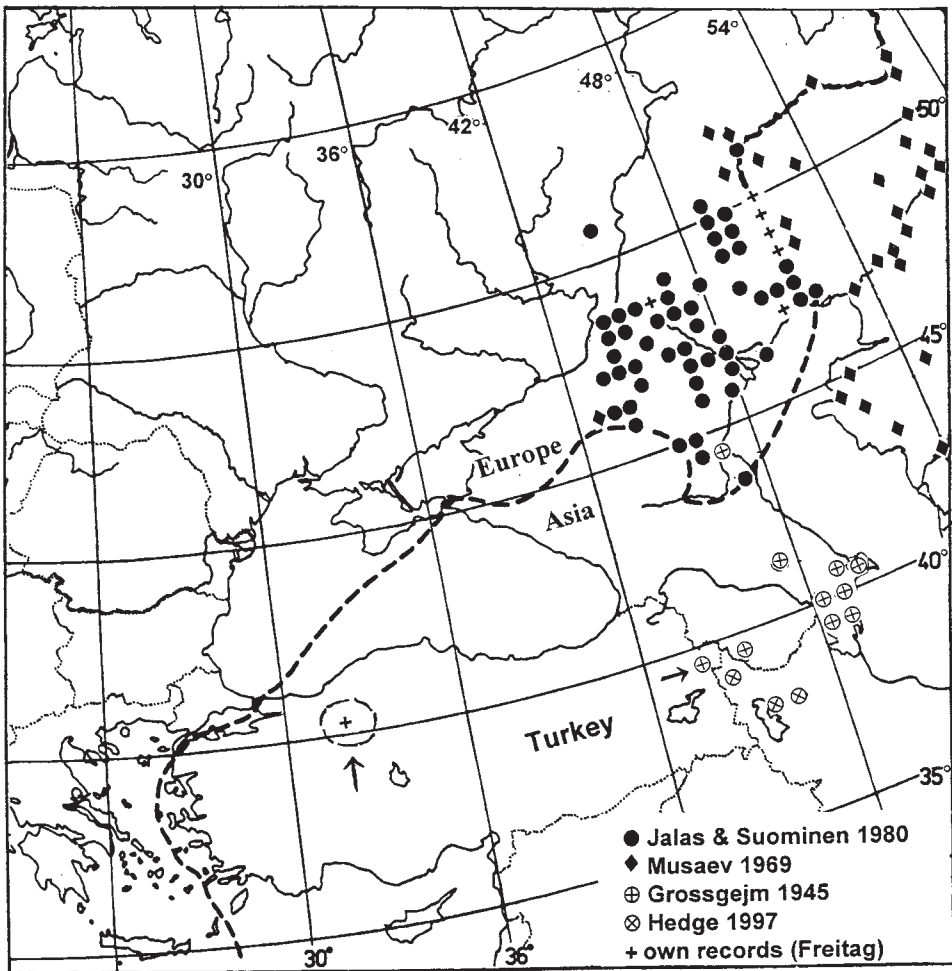 54°
48°
50°
42°
36°
30°
45°
Europe
Asia
40°
Turkey
35°
● Jalas & Suominen 1980
♦ Musaev 1969
⊕ Grossgejm 1945
⊗ Hedge 1997
+ own records (Freitag)
30°
36°